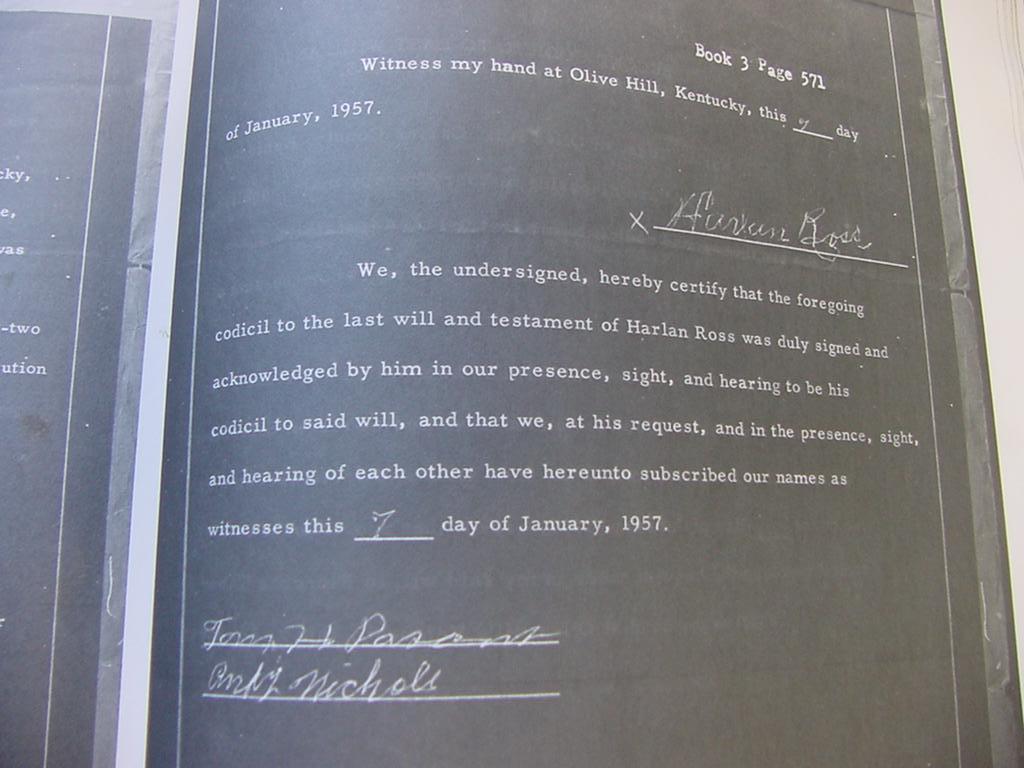 cky,
e,
vas
-two
ution
Book 3 Page 571
Witness my hand at Olive Hill, Kentucky, this 7 day
of January, 1957.
X Harlan Ross
We, the undersigned, hereby certify that the foregoing
codicil to the last will and testament of Harlan Ross was duly signed and
acknowledged by him in our presence, sight, and hearing to be his
codicil to said will, and that we, at his request, and in the presence, sight,
and hearing of each other have hereunto subscribed our names as
witnesses this 7 day of January, 1957.
Tom H
Andy Nicholl